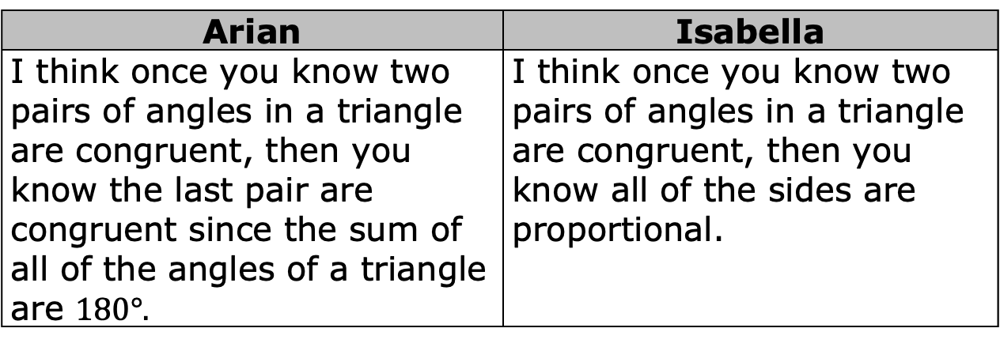 Arian
I think once you know two
pairs of angles in a triangle
are congruent, then you
know the last pair are
congruent since the sum of
all of the angles of a triangle
are 180°.
Isabella
I think once you know two
pairs of angles in a triangle
are congruent, then you
know all of the sides are
proportional.